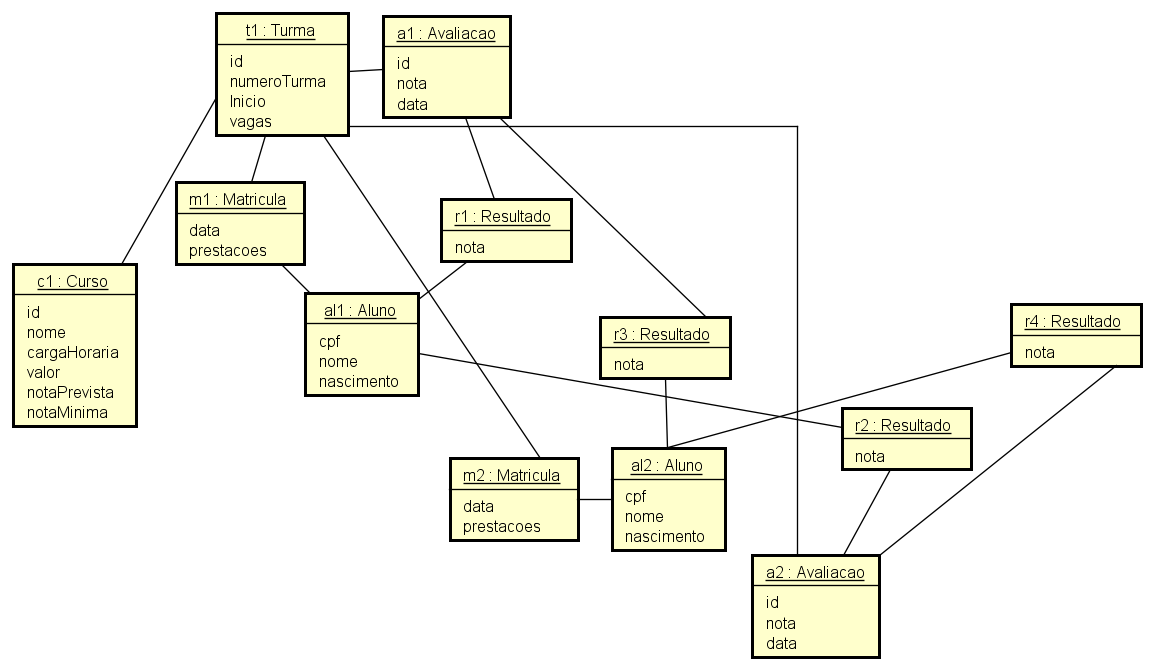 t1 : Turma
id
numeroTurma
Inicio
vagas
a1 : Avaliacao
id
nota
data
m1 : Matricula
data
prestacoes
r1 : Resultado
nota
c1 : Curso
id
nome
cargaHoraria
valor
notaPrevista
notaMinima
al1 : Aluno
cpf
nome
nascimento
r3 : Resultado
nota
r4 : Resultado
nota
r2 : Resultado
nota
m2 : Matricula
data
prestacoes
al2 : Aluno
cpf
nome
nascimento
a2 : Avaliacao
id
nota
data